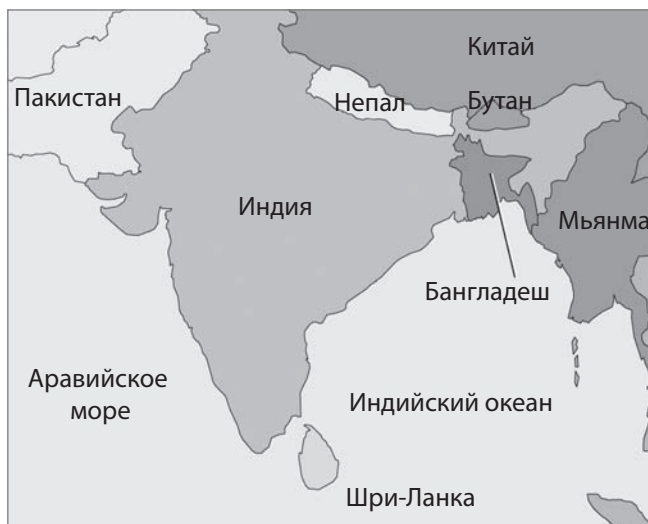 Китай
Пакистан
Непал
Бутан
Индия
Мьянма
Бангладеш
Аравийское
море
Индийский океан
Шри-Ланка